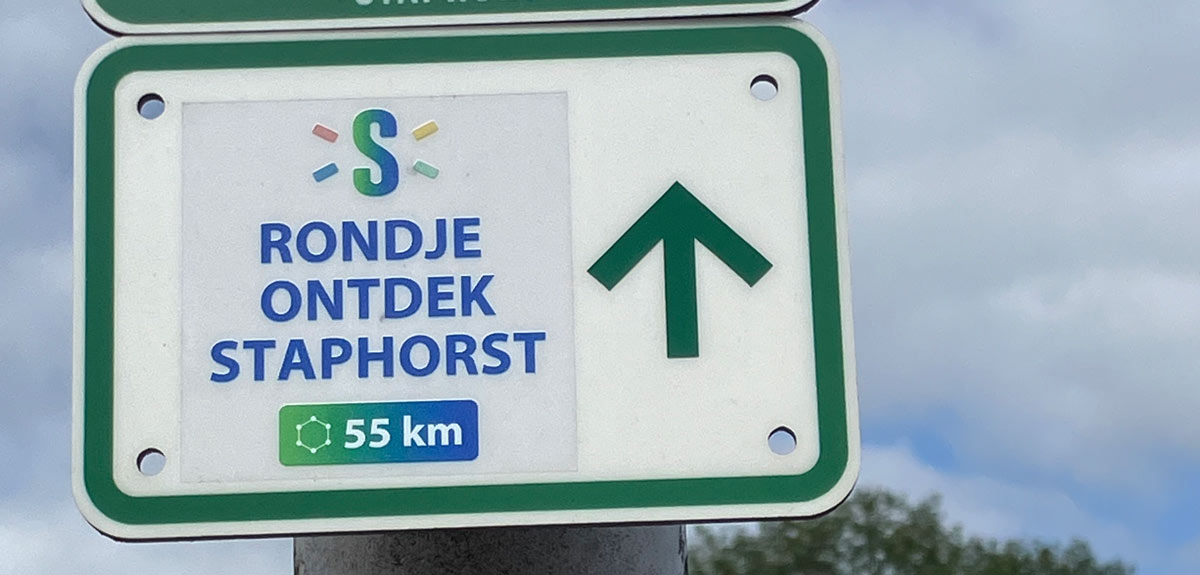 S
RONDJE
ONTDEK
STAPHORST
55 km